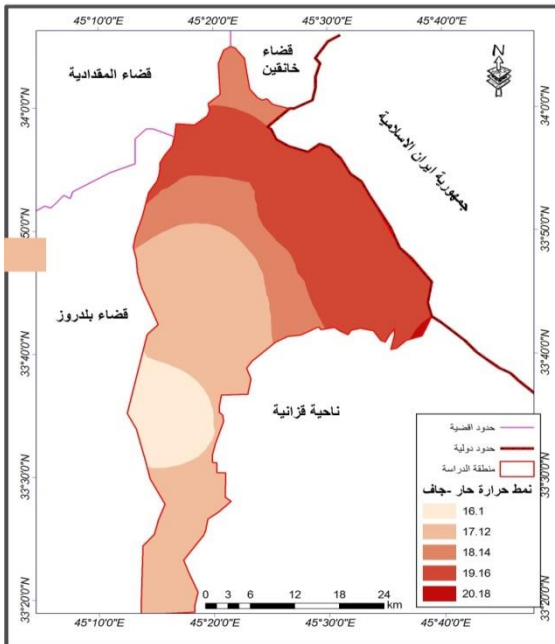 45°10'0"E 45°20'0"E 45°30'0"E 45°40'0"E
قضاء المقدادية
قضاء
خانقين
N
34°0'0"N
34°0'0"N
جمهورية ايران الاسلامية
33°50'0"N
33°50'0"N
قضاء بلدروز
33°40'0"N
33°40'0"N
ناحية قزانية
حدود اقضية
حدود دولية
منطقة الدراسة
نمط حرارة حار -جاف
16.1
17.12
18.14
19.16
20.18
33°30'0"N
33°30'0"N
33°20'0"N
33°20'0"N
0 3 6 12 18 24
km
45°10'0"E 45°20'0"E 45°30'0"E 45°40'0"E